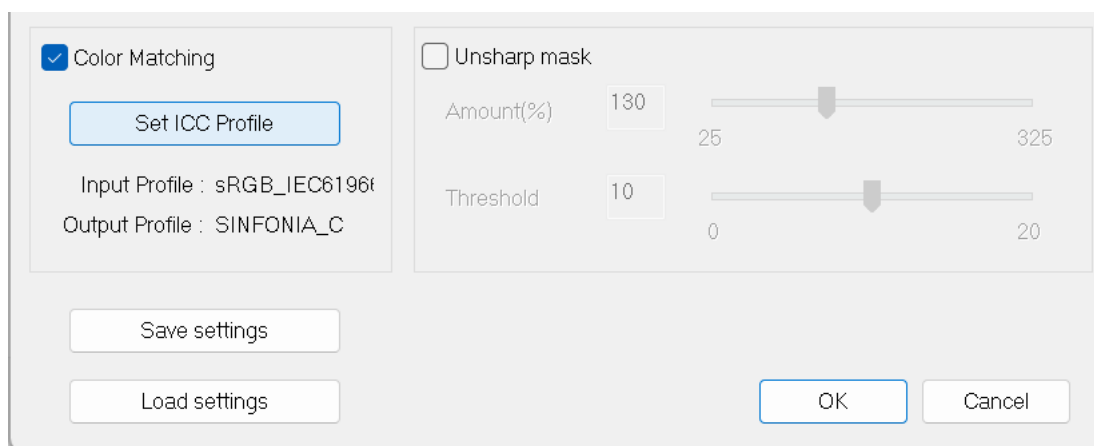 Color Matching
Set ICC Profile
Input Profile : sRGB_IEC6196
Output Profile : SINFONIA_C
Unsharp mask
Amount(%) 130
25 325
Threshold 10
0 20
Save settings
Load settings
OK Cancel